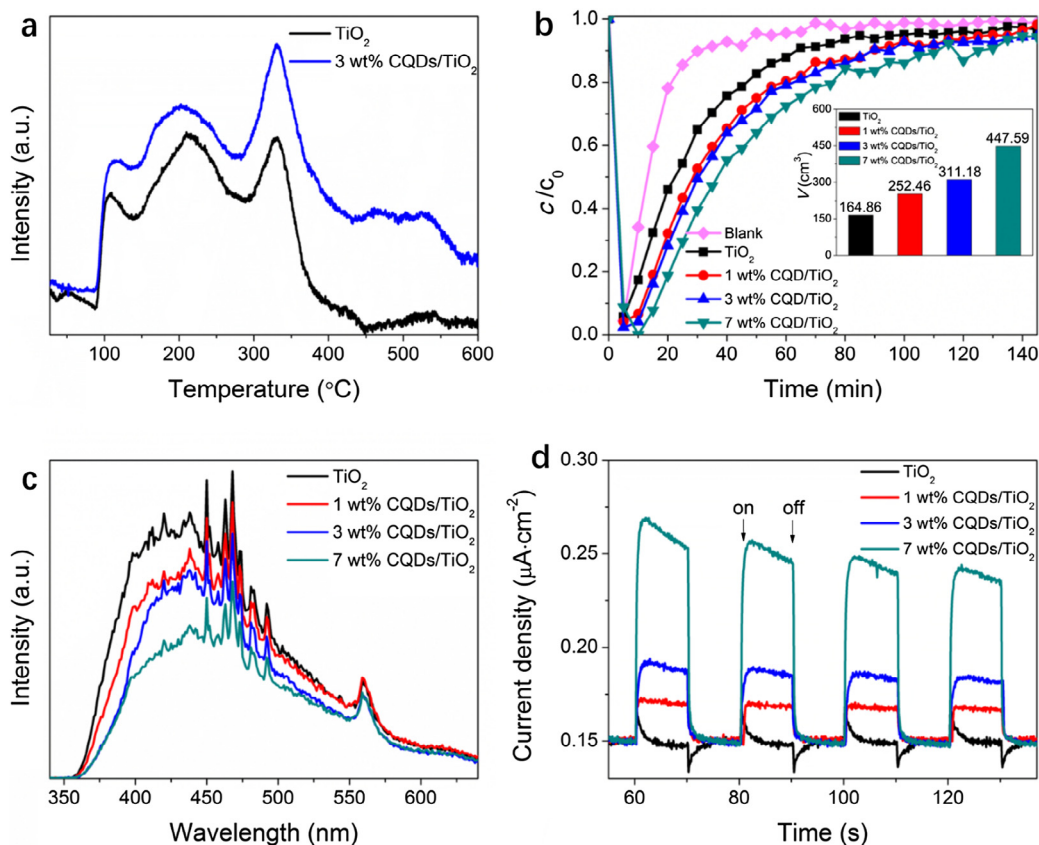 a
TiO2
3 wt% CQDs/TiO2
Intensity (a.u.)
100 200 300 400 500 600
Temperature (°C)
b
1.0
0.8
0.6
0.4
0.2
0.0
c/c0
Blank
TiO2
1 wt% CQD/TiO2
3 wt% CQD/TiO2
7 wt% CQD/TiO2
0 20 40 60 80 100 120 140
Time (min)
600
450
300
150
0
V (cm3)
TiO2
1 wt% CQDs/TiO2
3 wt% CQDs/TiO2
7 wt% CQDs/TiO2
164.86
252.46
311.18
447.59
c
TiO2
1 wt% CQDs/TiO2
3 wt% CQDs/TiO2
7 wt% CQDs/TiO2
Intensity (a.u.)
350 400 450 500 550 600
Wavelength (nm)
d
0.30
0.25
0.20
0.15
Current density (μA·cm-2)
TiO2
1 wt% CQDs/TiO2
3 wt% CQDs/TiO2
7 wt% CQDs/TiO2
on off
60 80 100 120
Time (s)